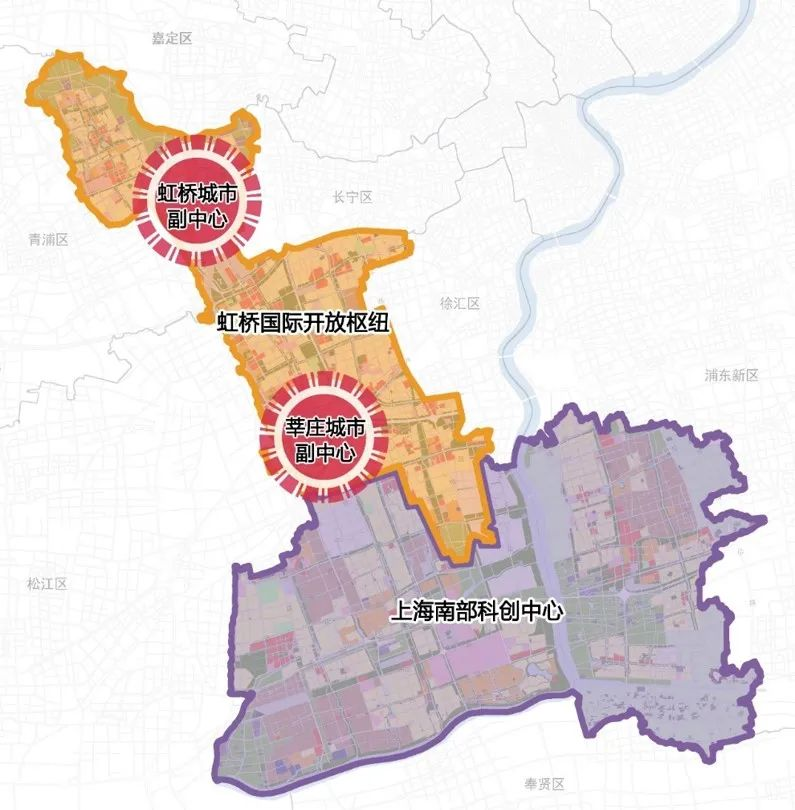 嘉定区
虹桥城市
副中心
长宁区
青浦区
徐汇区
虹桥国际开放枢纽
浦东新区
莘庄城市
副中心
松江区
上海南部科创中心
奉贤区